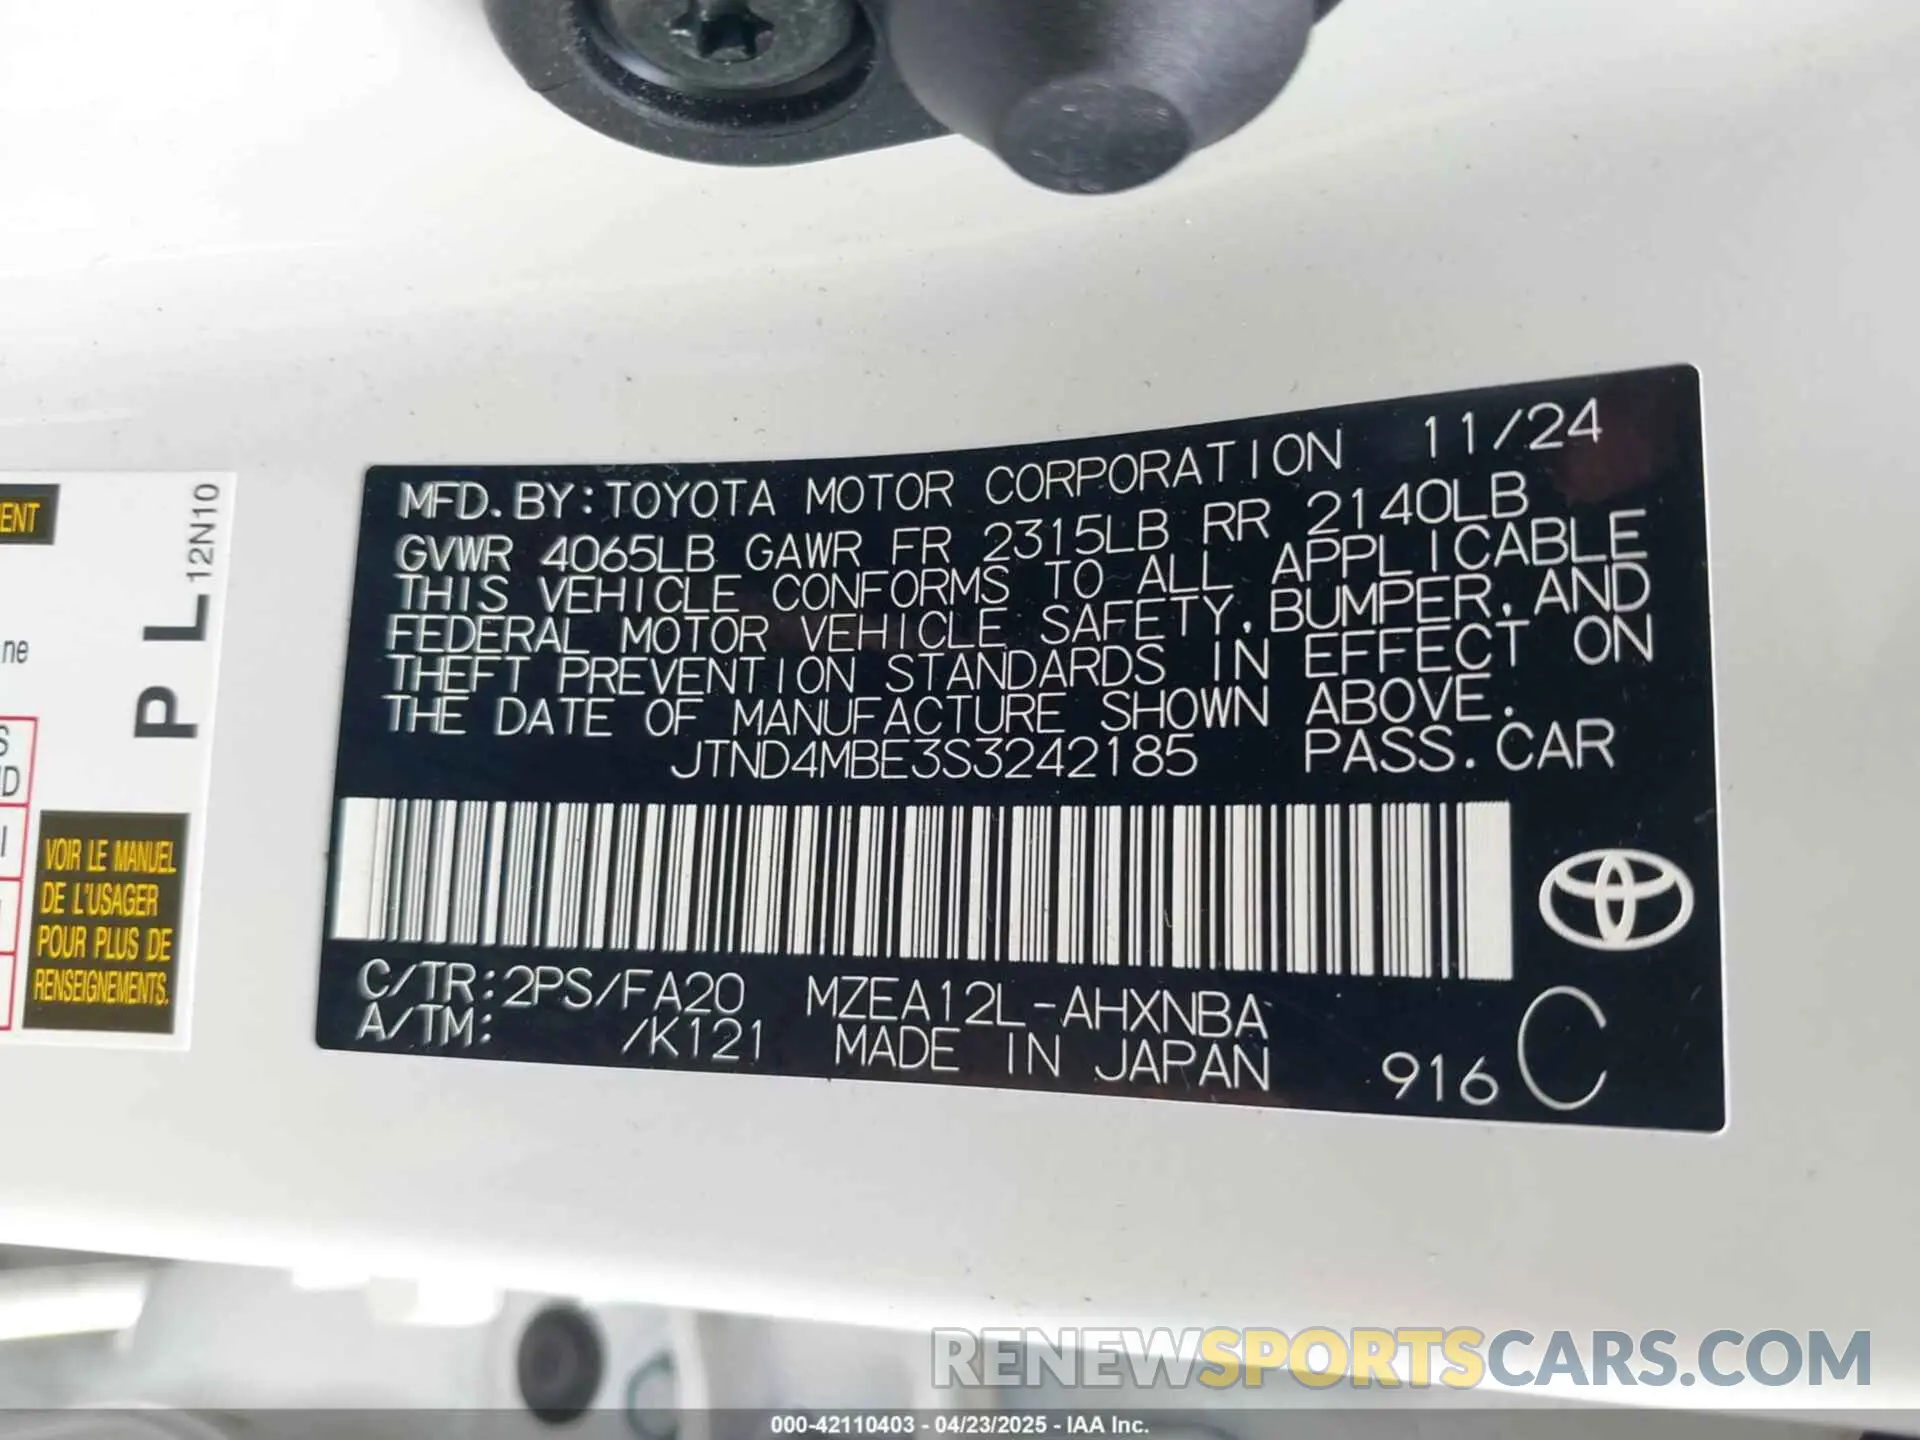 MFD. BY: TOYOTA MOTOR CORPORATION 11/24
GVWR 4065LB GAWR FR 2315LB RR 2140LB
THIS VEHICLE CONFORMS TO ALL APPLICABLE
FEDERAL MOTOR VEHICLE SAFETY, BUMPER, AND
THEFT PREVENTION STANDARDS IN EFFECT ON
THE DATE OF MANUFACTURE SHOWN ABOVE.
JTND4MBE3S3242185 PASS. CAR
C/TR: 2PS/FA20 MZEA12L-AHXNBA
A/TM: /K121 MADE IN JAPAN 916 C
P L 12N10
ENT
ne
S
D
VOIR LE MANUEL
DE L'USAGER
POUR PLUS DE
RENSEIGNEMENTS.
RENEWSPORTSCARS.COM
000-42110403 - 04/23/2025 - IAA Inc.